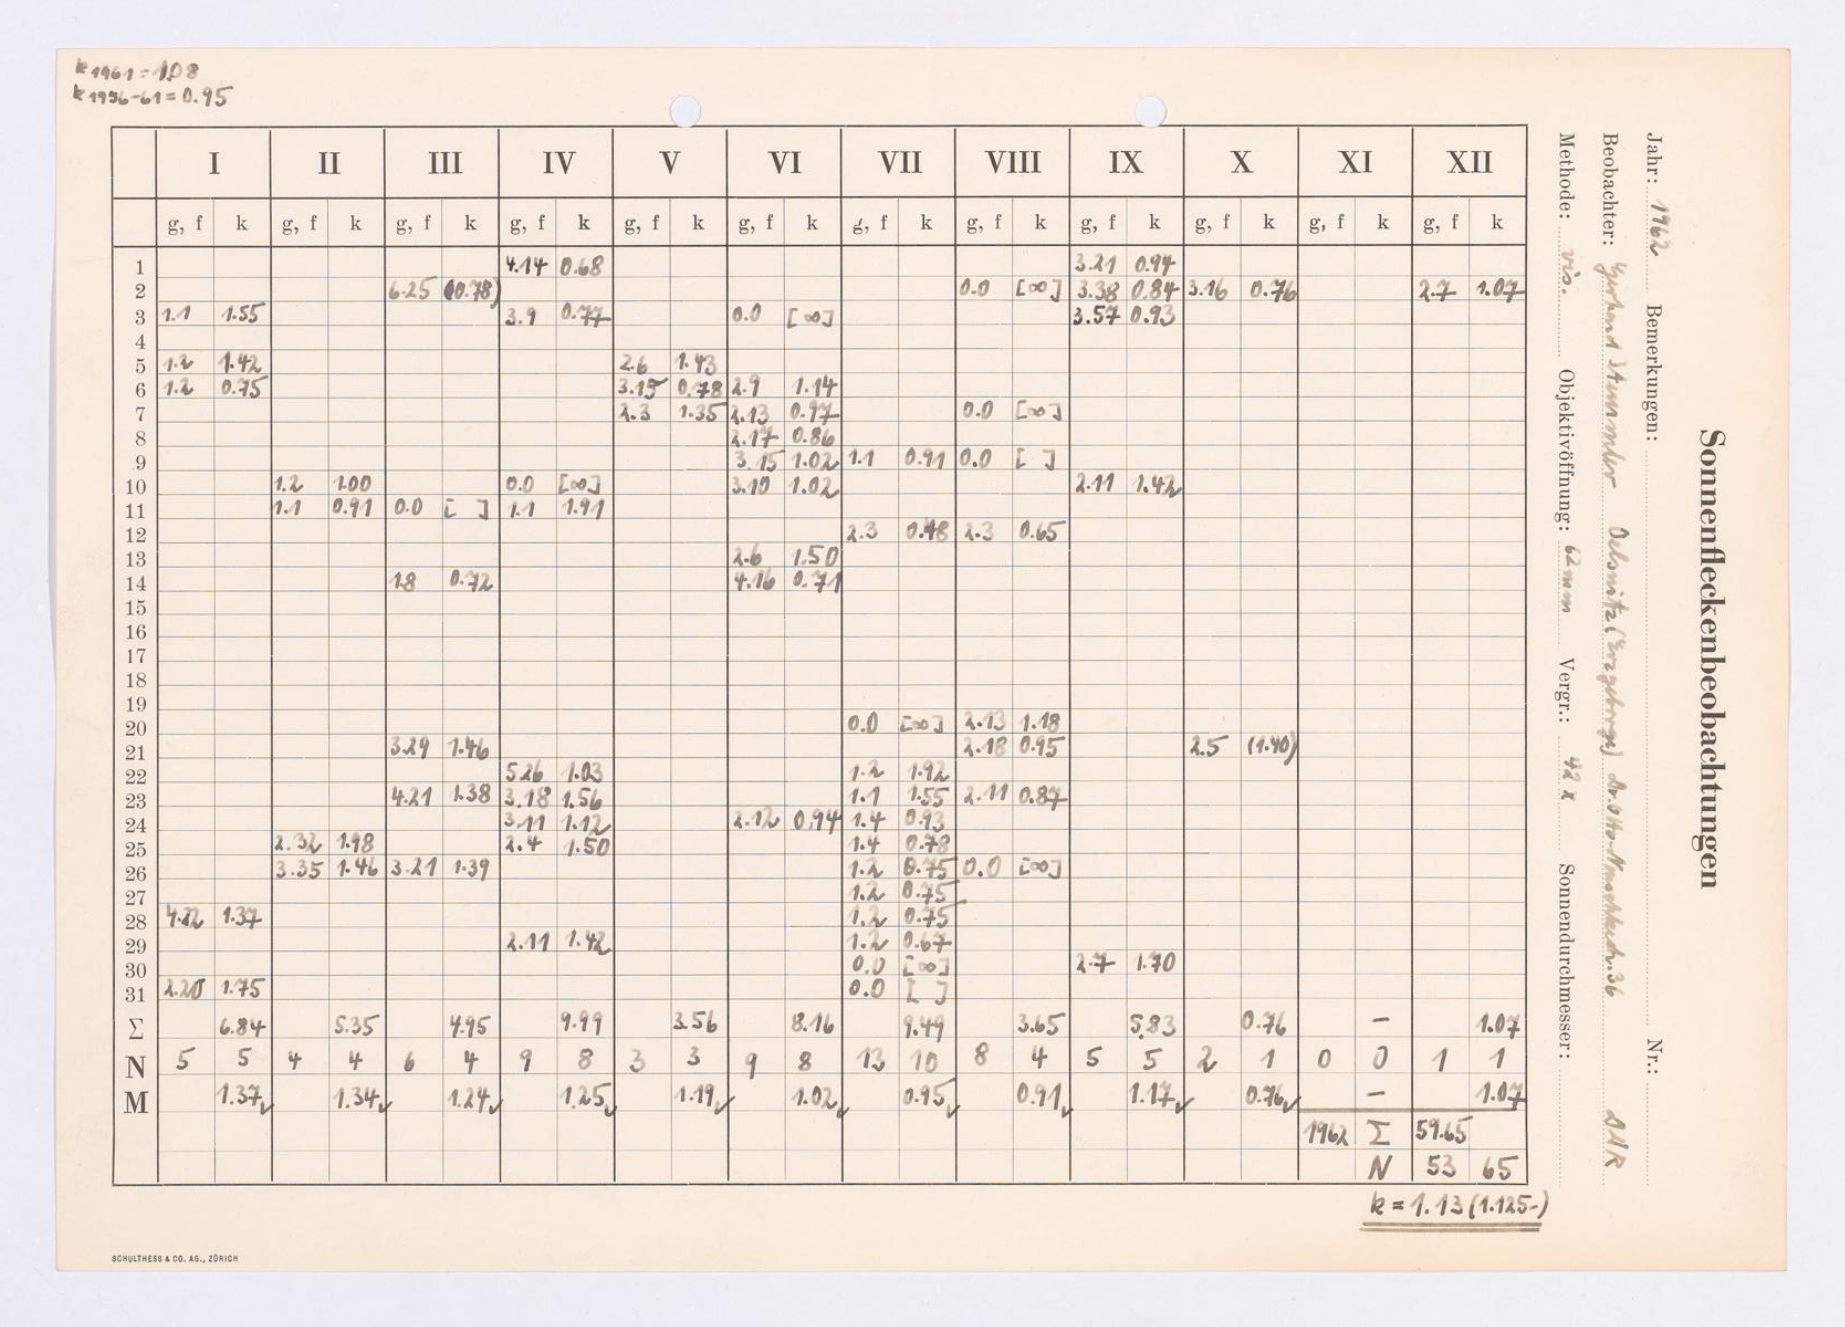 k 1961 = 1.08
k 1956-61 = 0.95
Sonnenfleckenbeobachtungen
Jahr: 1962 Bemerkungen: Nr.:
Beobachter: Oelsnitz (Erzgebirge) 36 DDR
Methode: vis. Objektivöffnung: 62 mm Vergr.: 42 x Sonnendurchmesser:
I II III IV V VI VII VIII IX X XI XII
g, f k g, f k g, f k g, f k g, f k g, f k g, f k g, f k g, f k g, f k g, f k g, f k
1 4.14 0.68 3.21 0.94
2 6.25 (0.78) 0.0 [∞] 3.38 0.84 3.16 0.76 2.7 1.07
3 1.1 1.55 3.9 0.77 0.0 [∞] 3.57 0.93
4
5 1.2 1.42 2.6 1.43
6 1.2 0.75 3.15 0.78 2.9 1.14
7 2.3 1.35 2.13 0.97 0.0 [∞]
8 2.17 0.86
9 3.15 1.02 1.1 0.91 0.0 [ ]
10 1.2 1.00 0.0 [∞] 3.10 1.02 2.11 1.42
11 1.1 0.91 0.0 [ ] 1.1 1.91
12 2.3 0.48 2.3 0.65
13 2.6 1.50
14 1.8 0.72 4.16 0.71
15
16
17
18
19
20 0.0 [∞] 2.13 1.18
21 3.29 1.46 2.18 0.95 2.5 (1.40)
22 5.26 1.03 1.2 1.92
23 4.21 1.38 3.18 1.56 1.1 1.55 2.11 0.87
24 3.11 1.12 2.12 0.94 1.4 0.93
25 2.32 1.98 2.4 1.50 1.4 0.78
26 3.35 1.46 3.21 1.39 1.2 0.75 0.0 [∞]
27 1.2 0.75
28 4.22 1.37 1.2 0.75
29 2.11 1.42 1.2 0.67
30 0.0 [∞] 2.7 1.70
31 2.20 1.75 0.0 [ ]
Σ 6.84 5.35 4.95 9.99 3.56 8.16 9.49 3.65 5.83 0.76 – 1.07
N 5 5 4 4 6 4 9 8 3 3 9 8 13 10 8 4 5 5 2 1 0 0 1 1
M 1.37✓ 1.34✓ 1.24✓ 1.25✓ 1.19✓ 1.02✓ 0.95✓ 0.91✓ 1.17✓ 0.76✓ – 1.07
1962 Σ 59.65
N 53 65
k = 1.13 (1.125-)
SCHULTHESS & CO. AG., ZÜRICH